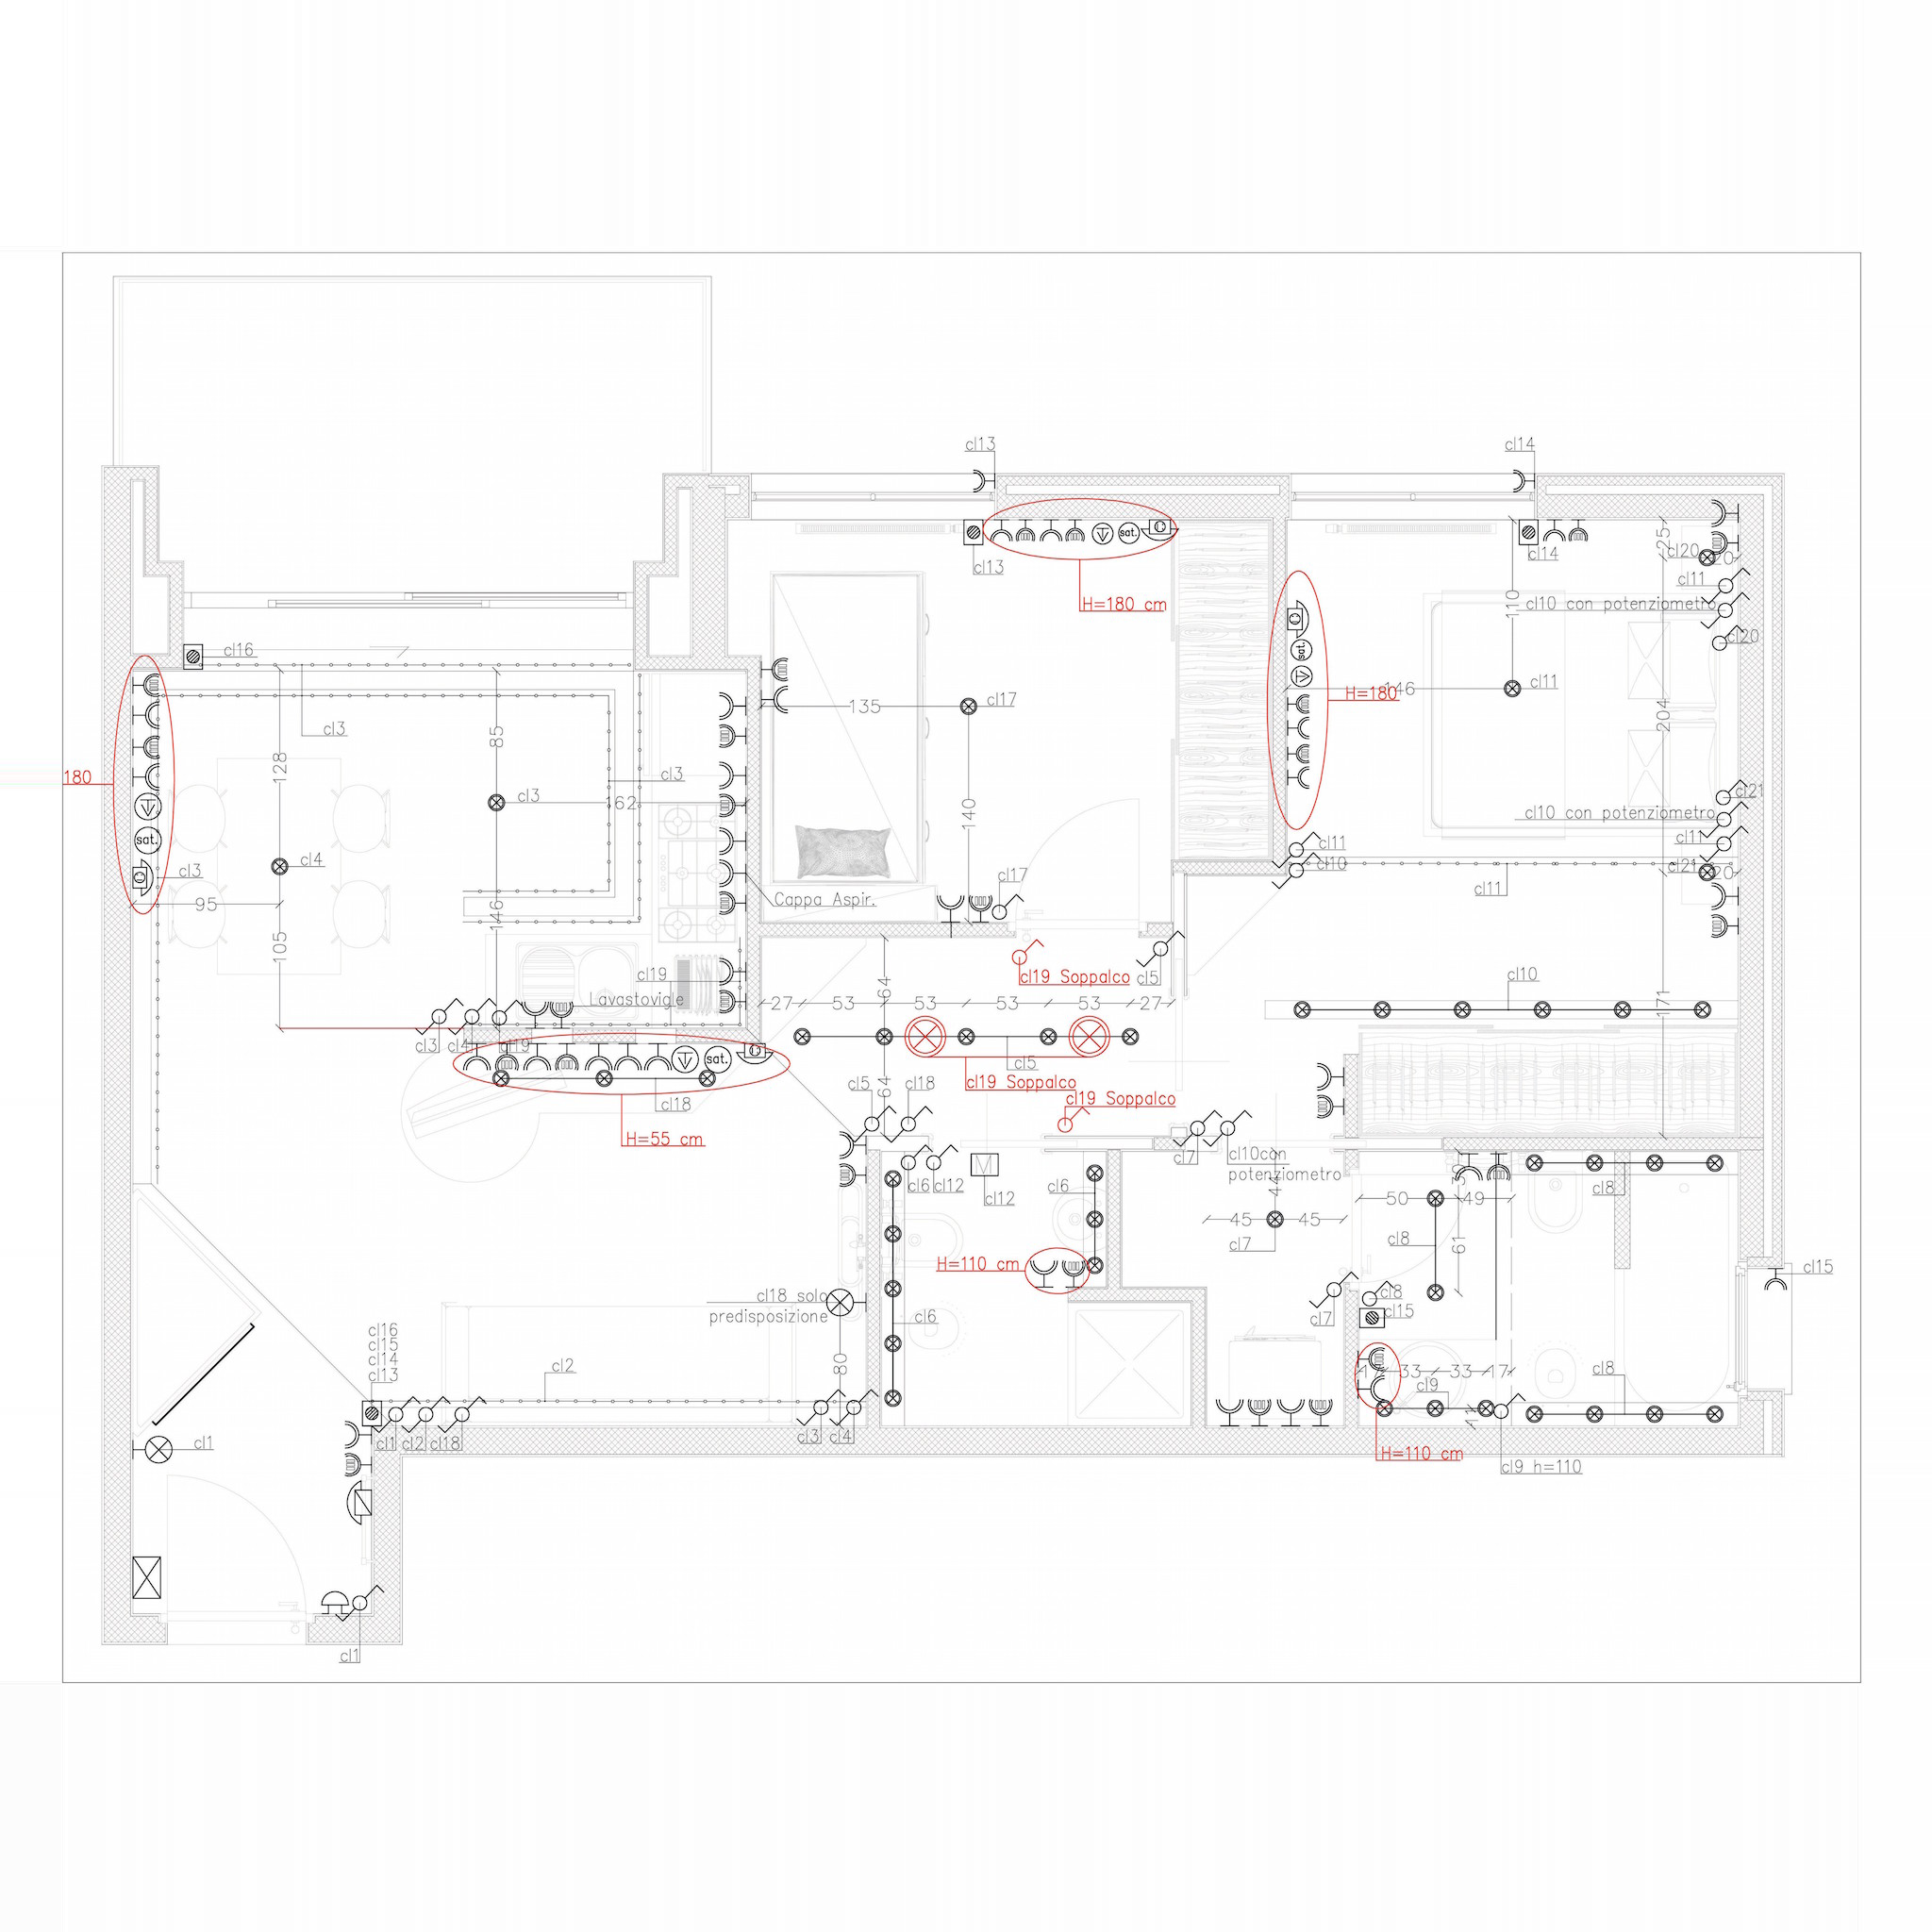 cl13
cl14
sat.
cl13
H=180 cm
cl14
25
cl20
20
cl11
cl10 con potenziometro
cl20
110
cl16
sat.
cl11
146
H=180
204
cl3
85
128
cl3
cl3
162
135
cl17
180
140
cl21
cl10 con potenziometro
cl11
sat.
cl4
cl3
cl11
cl10
cl21
20
cl11
95
105
146
Cappa Aspir.
cl17
cl19
Lavastoviglie
cl3
cl4
cl19
64
cl19 Soppalco
cl5
27
53
53
53
53
27
cl10
171
sat.
cl18
H=55 cm
cl5
cl19 Soppalco
cl19 Soppalco
64
cl5
cl18
cl7
cl10con
potenziometro
44
cl6
cl12
cl12
cl6
cl8
50
49
45
45
cl7
cl8
61
H=110 cm
cl15
cl18 solo
predisposizione
cl6
cl7
cl8
cl15
80
cl16
cl15
cl14
cl13
cl2
17
33
33
17
cl9
cl8
11
cl1
cl1
cl2
cl18
cl3
cl4
H=110 cm
cl9 h=110
cl1